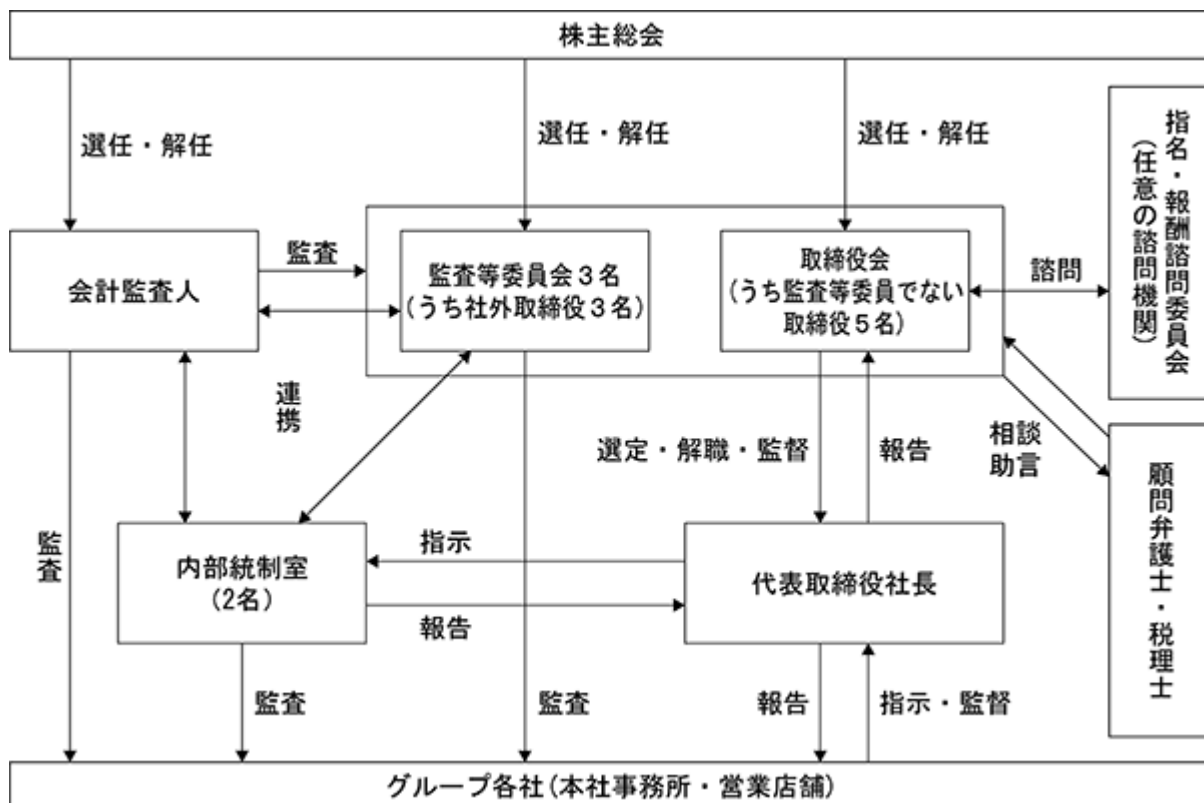 株主総会
選任・解任
選任・解任
選任・解任
指名・報酬諮問委員会
(任意の諮問機関)
会計監査人
監査
監査等委員会3名
(うち社外取締役3名)
取締役会
(うち監査等委員でない
取締役5名)
諮問
連携
選定・解職・監督
報告
相談
助言
顧問弁護士・税理士
監査
内部統制室
(2名)
指示
報告
代表取締役社長
監査
監査
報告
指示・監督
グループ各社(本社事務所・営業店舗)